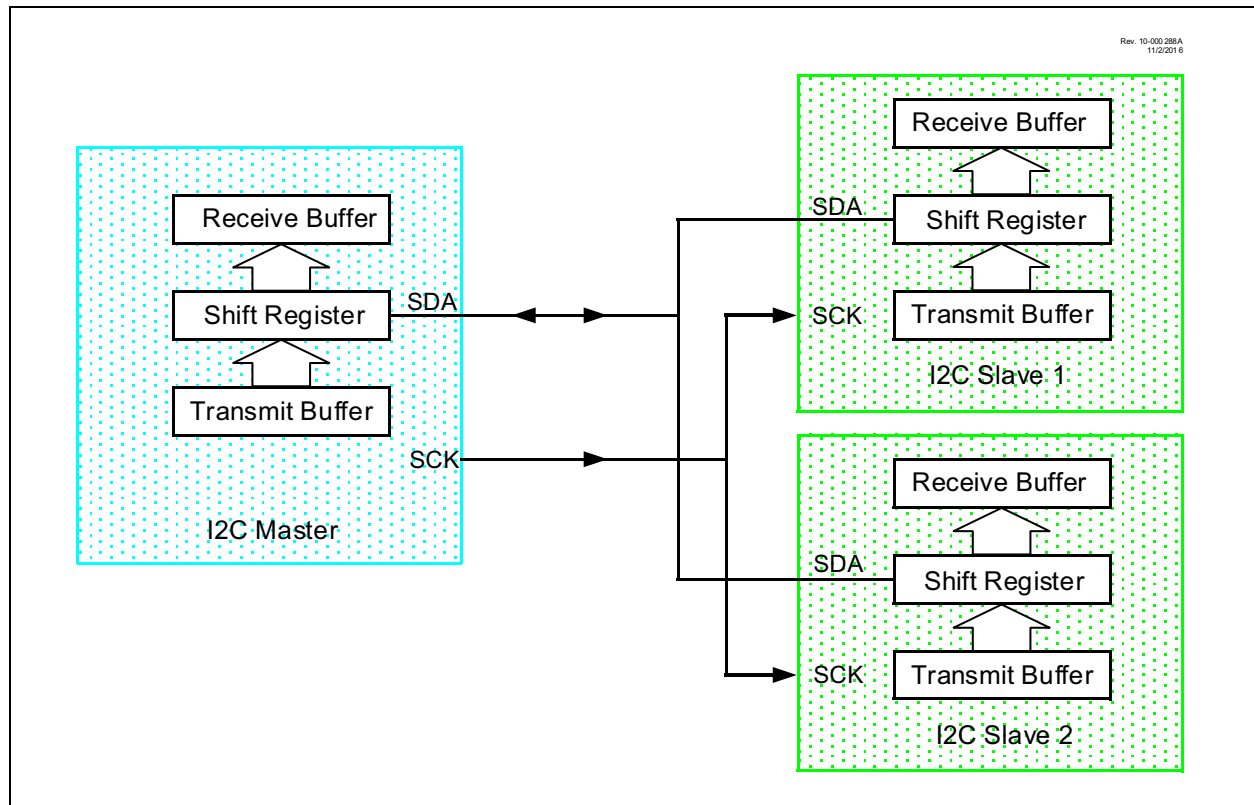 Rev. 10-000 288A
11/2/201 6
Receive Buffer
Shift Register
SDA
Transmit Buffer
SCK
I2C Master
Receive Buffer
SDA
Shift Register
SCK
Transmit Buffer
I2C Slave 1
Receive Buffer
SDA
Shift Register
SCK
Transmit Buffer
I2C Slave 2